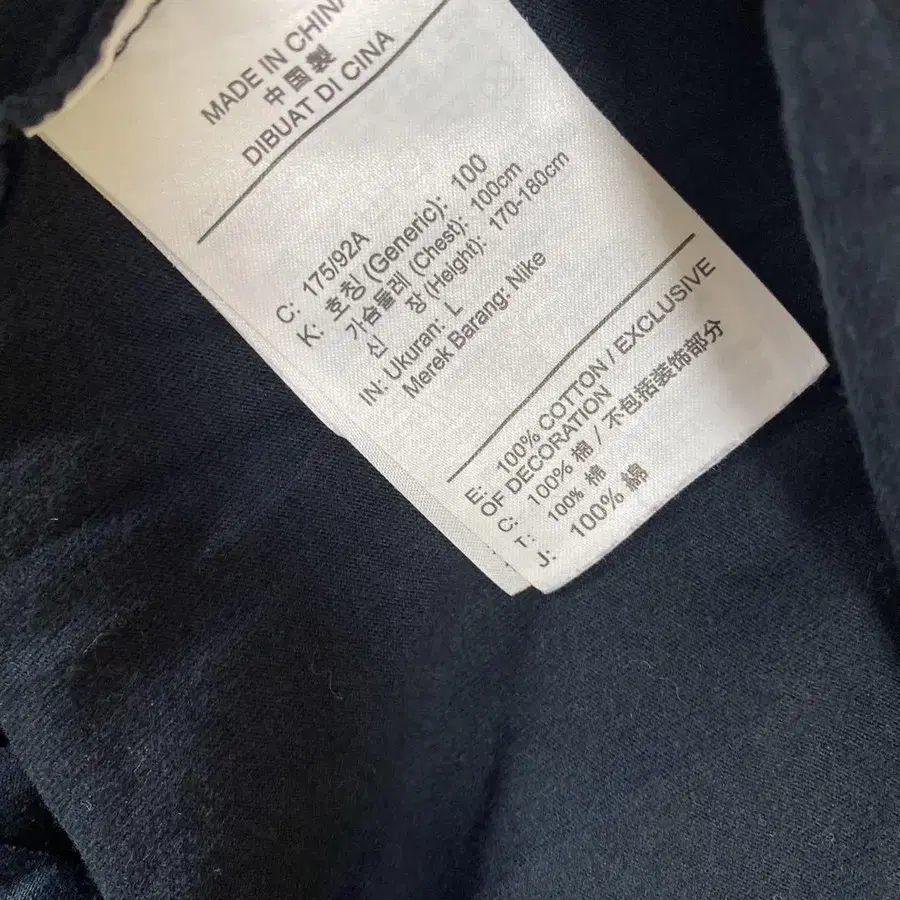 MADE IN CHINA
中国製
DIBUAT DI CINA
C: 175/92A
K: 호칭 (Generic): 100
가슴둘레 (Chest): 100cm
신 장 (Height): 170-180cm
IN: Ukuran: L
Merek Barang: Nike
E: 100% COTTON / EXCLUSIVE
OF DECORATION
C: 100% 棉 / 不包括装饰部分
T: 100% 棉
J: 100% 綿